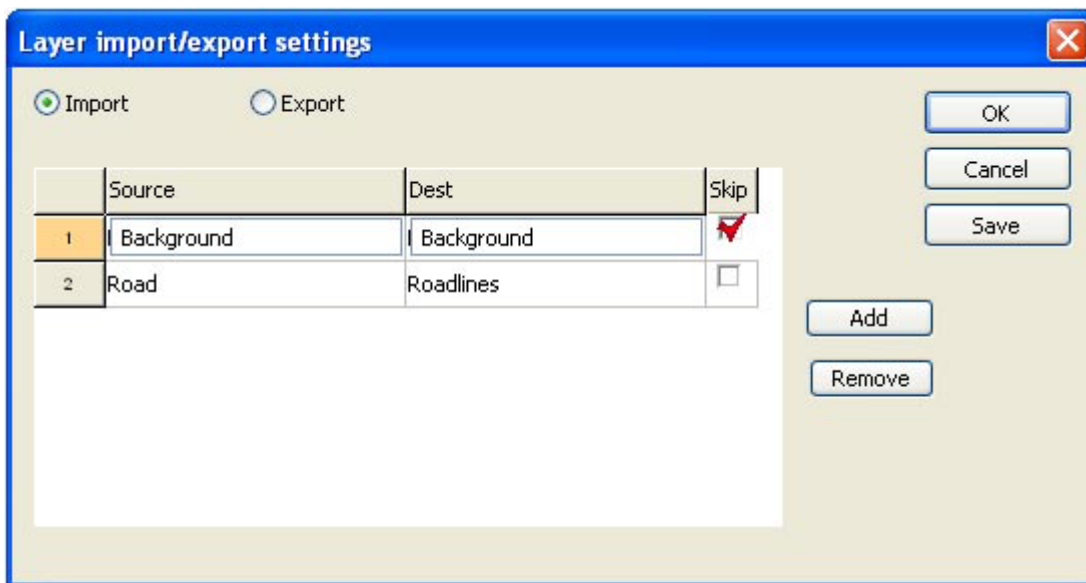 Layer import/export settings
Import Export
OK
Cancel
Save
Source Dest Skip
1 Background Background
2 Road Roadlines
Add
Remove